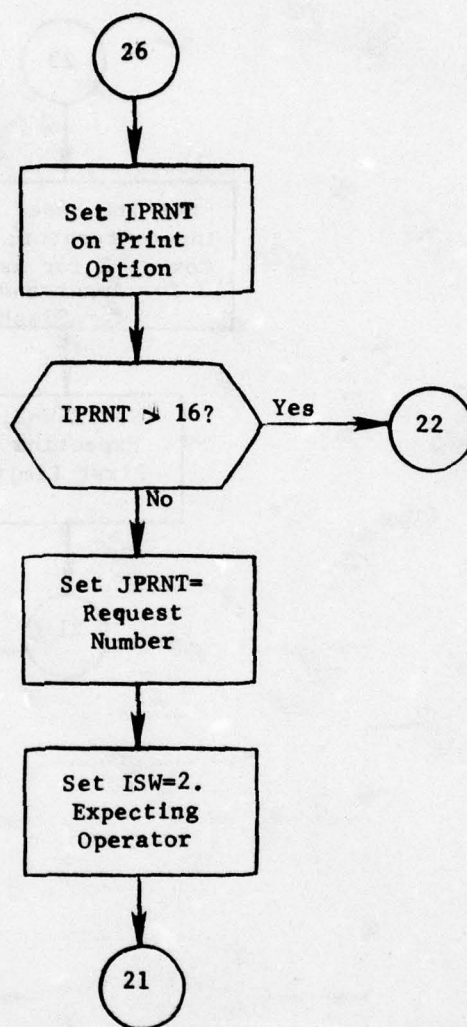 26
Set IPRNT
on Print
Option
IPRNT > 16?
Yes
22
No
Set JPRNT=
Request
Number
Set ISW=2.
Expecting
Operator
21